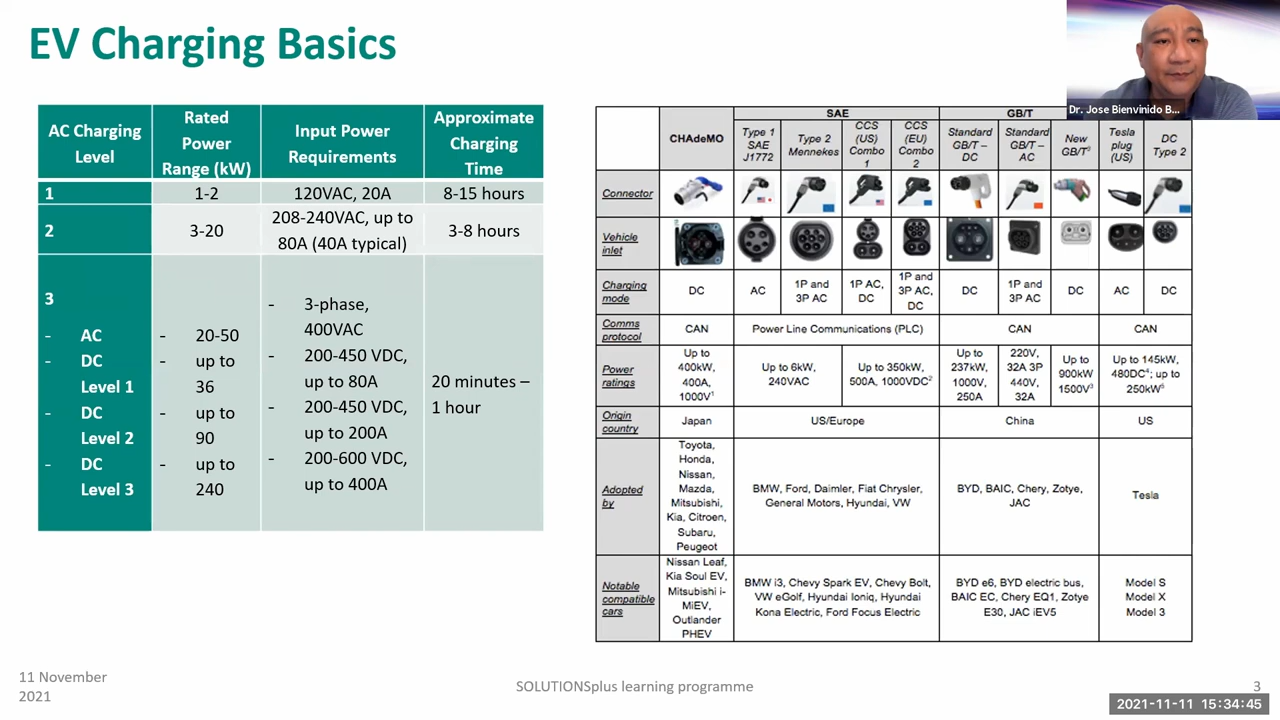 EV Charging Basics
AC Charging
Level
Rated
Power
Range (kW)
Input Power
Requirements
Approximate
Charging
Time
1
1-2
120VAC, 20A
8-15 hours
2
3-20
208-240VAC, up to
80A (40A typical)
3-8 hours
3
- AC
- DC
Level 1
- DC
Level 2
- DC
Level 3
- 20-50
- up to
36
- up to
90
- up to
240
- 3-phase,
400VAC
- 200-450 VDC,
up to 80A
- 200-450 VDC,
up to 200A
- 200-600 VDC,
up to 400A
20 minutes –
1 hour
Dr. Jose Bienvinido B...
CHAdeMO
SAE
GB/T
Type 1
SAE
J1772
Type 2
Mennekes
CCS
(US)
Combo
1
CCS
(EU)
Combo
2
Standard
GB/T –
DC
Standard
GB/T –
AC
New
GB/T³
Tesla
plug
(US)
DC
Type 2
Connector
Vehicle
inlet
Charging
mode
DC
AC
1P and
3P AC
1P AC,
DC
1P and
3P AC,
DC
DC
1P and
3P AC
DC
AC
DC
Comms
protocol
CAN
Power Line Communications (PLC)
CAN
CAN
Power
ratings
Up to
400kW,
400A,
1000V¹
Up to 6kW,
240VAC
Up to 350kW,
500A, 1000VDC²
Up to
237kW,
1000V,
250A
220V,
32A 3P
440V,
32A
Up to
900kW
1500V³
Up to 145kW,
480DC⁴; up to
250kW⁵
Origin
country
Japan
US/Europe
China
US
Adopted
by
Toyota,
Honda,
Nissan,
Mazda,
Mitsubishi,
Kia, Citroen,
Subaru,
Peugeot
BMW, Ford, Daimler, Fiat Chrysler,
General Motors, Hyundai, VW
BYD, BAIC, Chery, Zotye,
JAC
Tesla
Notable
compatible
cars
Nissan Leaf,
Kia Soul EV,
Mitsubishi i-
MiEV,
Outlander
PHEV
BMW i3, Chevy Spark EV, Chevy Bolt,
VW eGolf, Hyundai Ioniq, Hyundai
Kona Electric, Ford Focus Electric
BYD e6, BYD electric bus,
BAIC EC, Chery EQ1, Zotye
E30, JAC iEV5
Model S
Model X
Model 3
11 November
2021
SOLUTIONSplus learning programme
3
2021-11-11 15:34:45